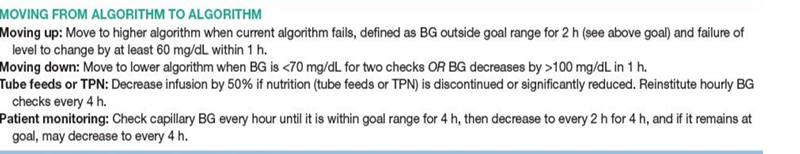 MOVING FROM ALGORITHM TO ALGORITHM
Moving up: Move to higher algorithm when current algorithm fails, defined as BG outside goal range for 2 h (see above goal) and failure of
level to change by at least 60 mg/dL within 1 h.
Moving down: Move to lower algorithm when BG is <70 mg/dL for two checks OR BG decreases by >100 mg/dL in 1 h.
Tube feeds or TPN: Decrease infusion by 50% if nutrition (tube feeds or TPN) is discontinued or significantly reduced. Reinstitute hourly BG
checks every 4 h.
Patient monitoring: Check capillary BG every hour until it is within goal range for 4 h, then decrease to every 2 h for 4 h, and if it remains at
goal, may decrease to every 4 h.